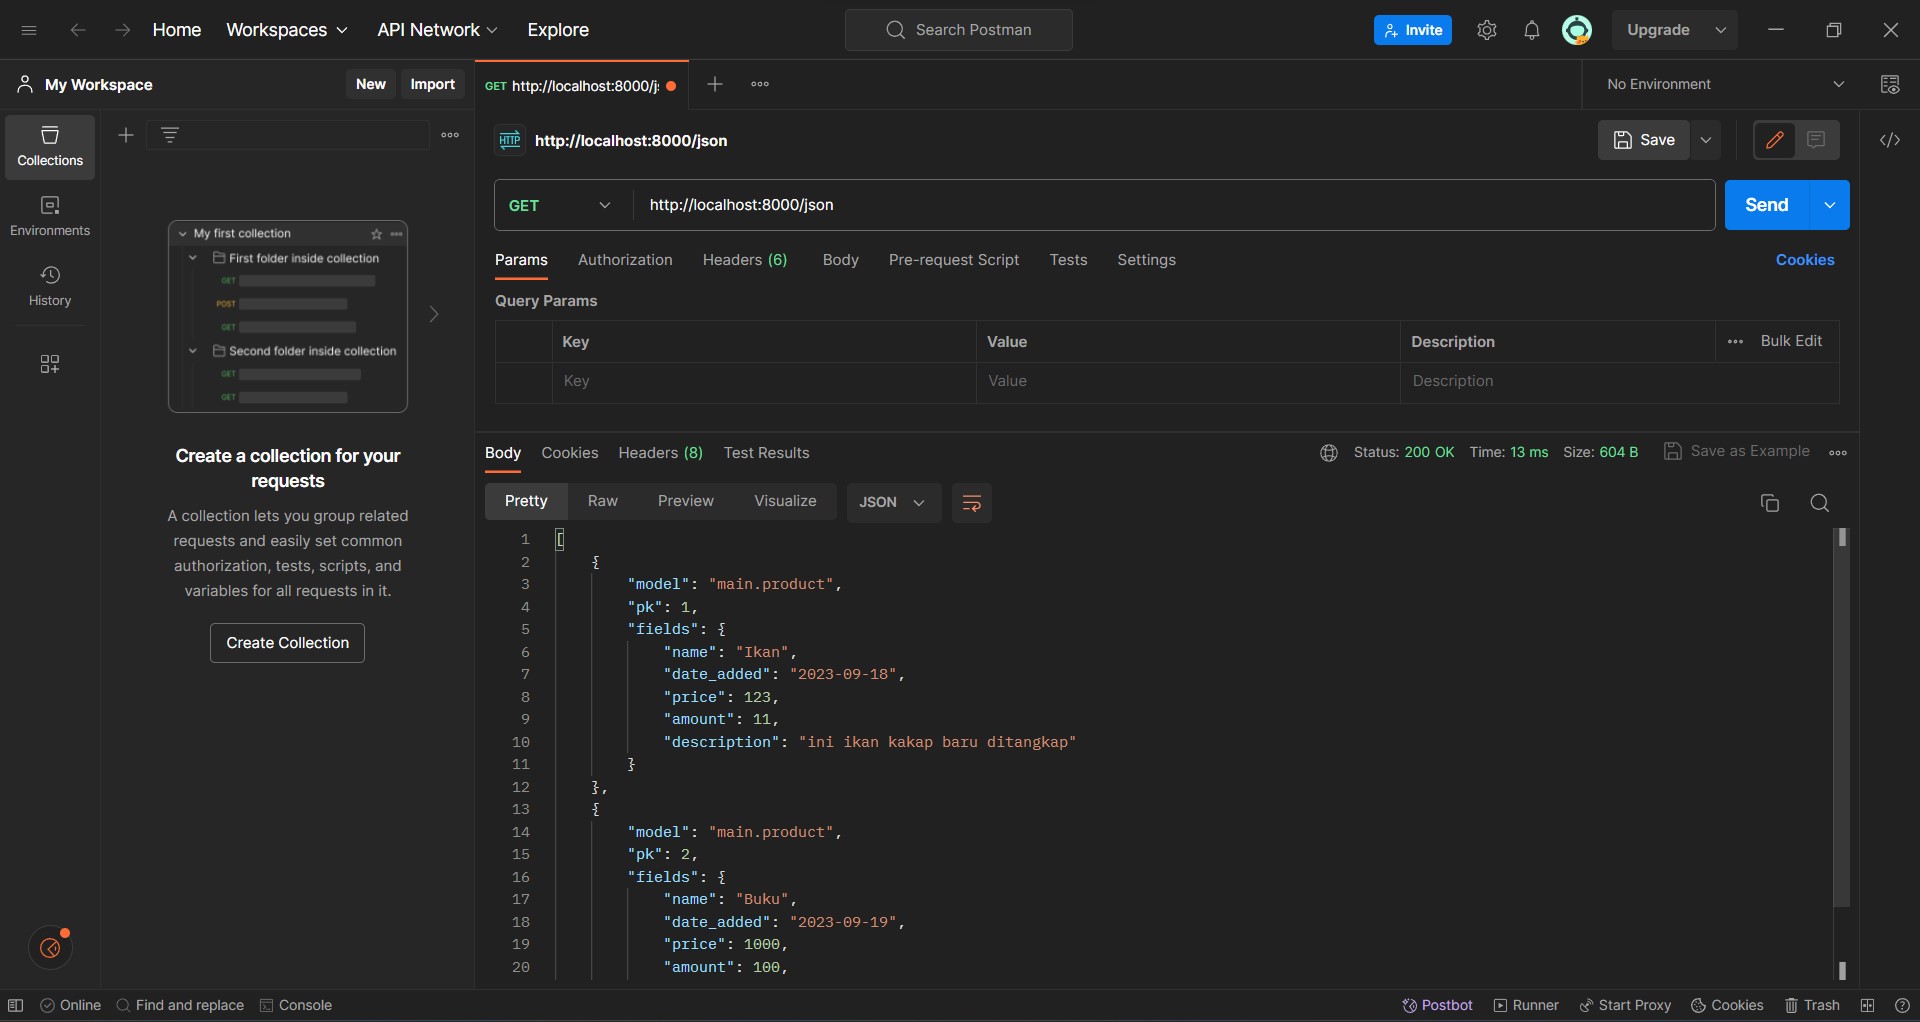 Home Workspaces API Network Explore Search Postman Invite Upgrade
My Workspace New Import
GET http://localhost:8000/j
No Environment
Collections
Environments
History
My first collection
First folder inside collection
GET
POST
GET
Second folder inside collection
GET
GET
Create a collection for your
requests
A collection lets you group related
requests and easily set common
authorization, tests, scripts, and
variables for all requests in it.
Create Collection
HTTP http://localhost:8000/json Save
GET http://localhost:8000/json Send
Params Authorization Headers (6) Body Pre-request Script Tests Settings Cookies
Query Params
Key Value Description Bulk Edit
Key Value Description
Body Cookies Headers (8) Test Results Status: 200 OK Time: 13 ms Size: 604 B Save as Example
Pretty Raw Preview Visualize JSON
1 [
2 {
3 "model": "main.product",
4 "pk": 1,
5 "fields": {
6 "name": "Ikan",
7 "date_added": "2023-09-18",
8 "price": 123,
9 "amount": 11,
10 "description": "ini ikan kakap baru ditangkap"
11 }
12 },
13 {
14 "model": "main.product",
15 "pk": 2,
16 "fields": {
17 "name": "Buku",
18 "date_added": "2023-09-19",
19 "price": 1000,
20 "amount": 100,
Online Find and replace Console Postbot Runner Start Proxy Cookies Trash